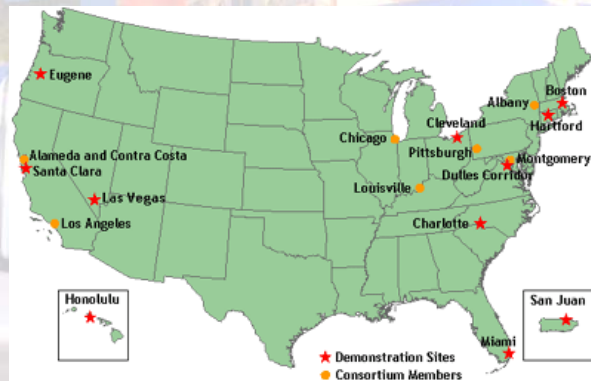 Eugene
Boston
Albany
Hartford
Cleveland
Chicago
Pittsburgh
Alameda and Contra Costa
Montgomery
Santa Clara
Dulles Corridor
Louisville
Las Vegas
Los Angeles
Charlotte
Honolulu
San Juan
Miami
Demonstration Sites
Consortium Members